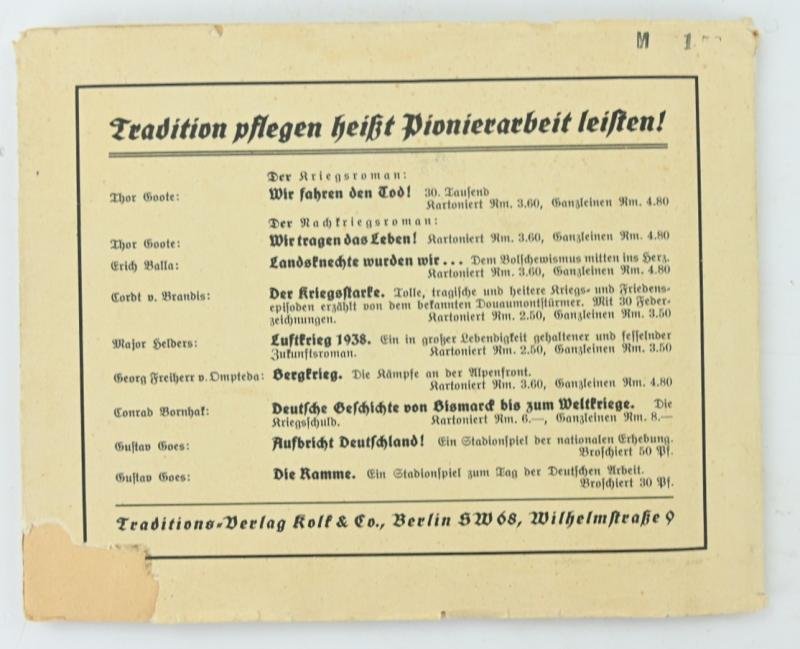 M 1
Tradition pflegen heißt Pionierarbeit leisten!
Der Kriegsroman:
Thor Goote: Wir fahren den Tod! 30. Tausend
Kartoniert Rm. 3.60, Ganzleinen Rm. 4.80
Der Nachkriegsroman:
Thor Goote: Wir tragen das Leben! Kartoniert Rm. 3.60, Ganzleinen Rm. 4.80
Erich Balla: Landsknechte wurden wir... Dem Bolschewismus mitten ins Herz.
Kartoniert Rm. 3.60, Ganzleinen Rm. 4.80
Cordt v. Brandis: Der Kriegsstarke. Tolle, tragische und heitere Kriegs- und Friedens-
episoden erzählt von dem bekannten Douaumontstürmer. Mit 30 Feder-
zeichnungen. Kartoniert Rm. 2.50, Ganzleinen Rm. 3.50
Major Helders: Luftkrieg 1938. Ein in großer Lebendigkeit gehaltener und fesselnder
Zukunftsroman. Kartoniert Rm. 2.50, Ganzleinen Rm. 3.50
Georg Freiherr v. Ompteda: Bergkrieg. Die Kämpfe an der Alpenfront.
Kartoniert Rm. 3.60, Ganzleinen Rm. 4.80
Conrad Bornhak: Deutsche Geschichte von Bismarck bis zum Weltkriege. Die
Kriegsschuld. Kartoniert Rm. 6.—, Ganzleinen Rm. 8.—
Gustav Goes: Aufbricht Deutschland! Ein Stadionspiel der nationalen Erhebung.
Broschiert 50 Pf.
Gustav Goes: Die Ramme. Ein Stadionspiel zum Tag der Deutschen Arbeit.
Broschiert 30 Pf.
Traditions-Verlag Kolk & Co., Berlin SW 68, Wilhelmstraße 9